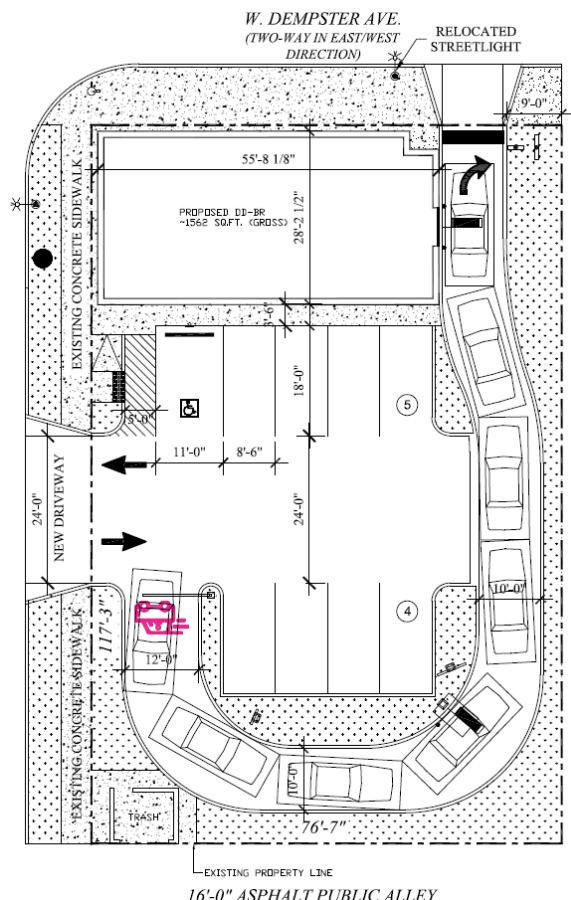 W. DEMPSTER AVE.
(TWO-WAY IN EAST/WEST
DIRECTION)
RELOCATED
STREETLIGHT
9'-0"
55'-8 1/8"
PROPOSED DD-BR
~1562 SQ.FT. (GROSS)
28'-2 1/2"
EXISTING CONCRETE SIDEWALK
3'-6"
18'-0"
5
5'-0"
11'-0"
8'-6"
24'-0"
NEW DRIVEWAY
24'-0"
4
10'-0"
117'-3"
12'-0"
EXISTING CONCRETE SIDEWALK
10'-0"
TRASH
76'-7"
EXISTING PROPERTY LINE
16'-0" ASPHALT PUBLIC ALLEY